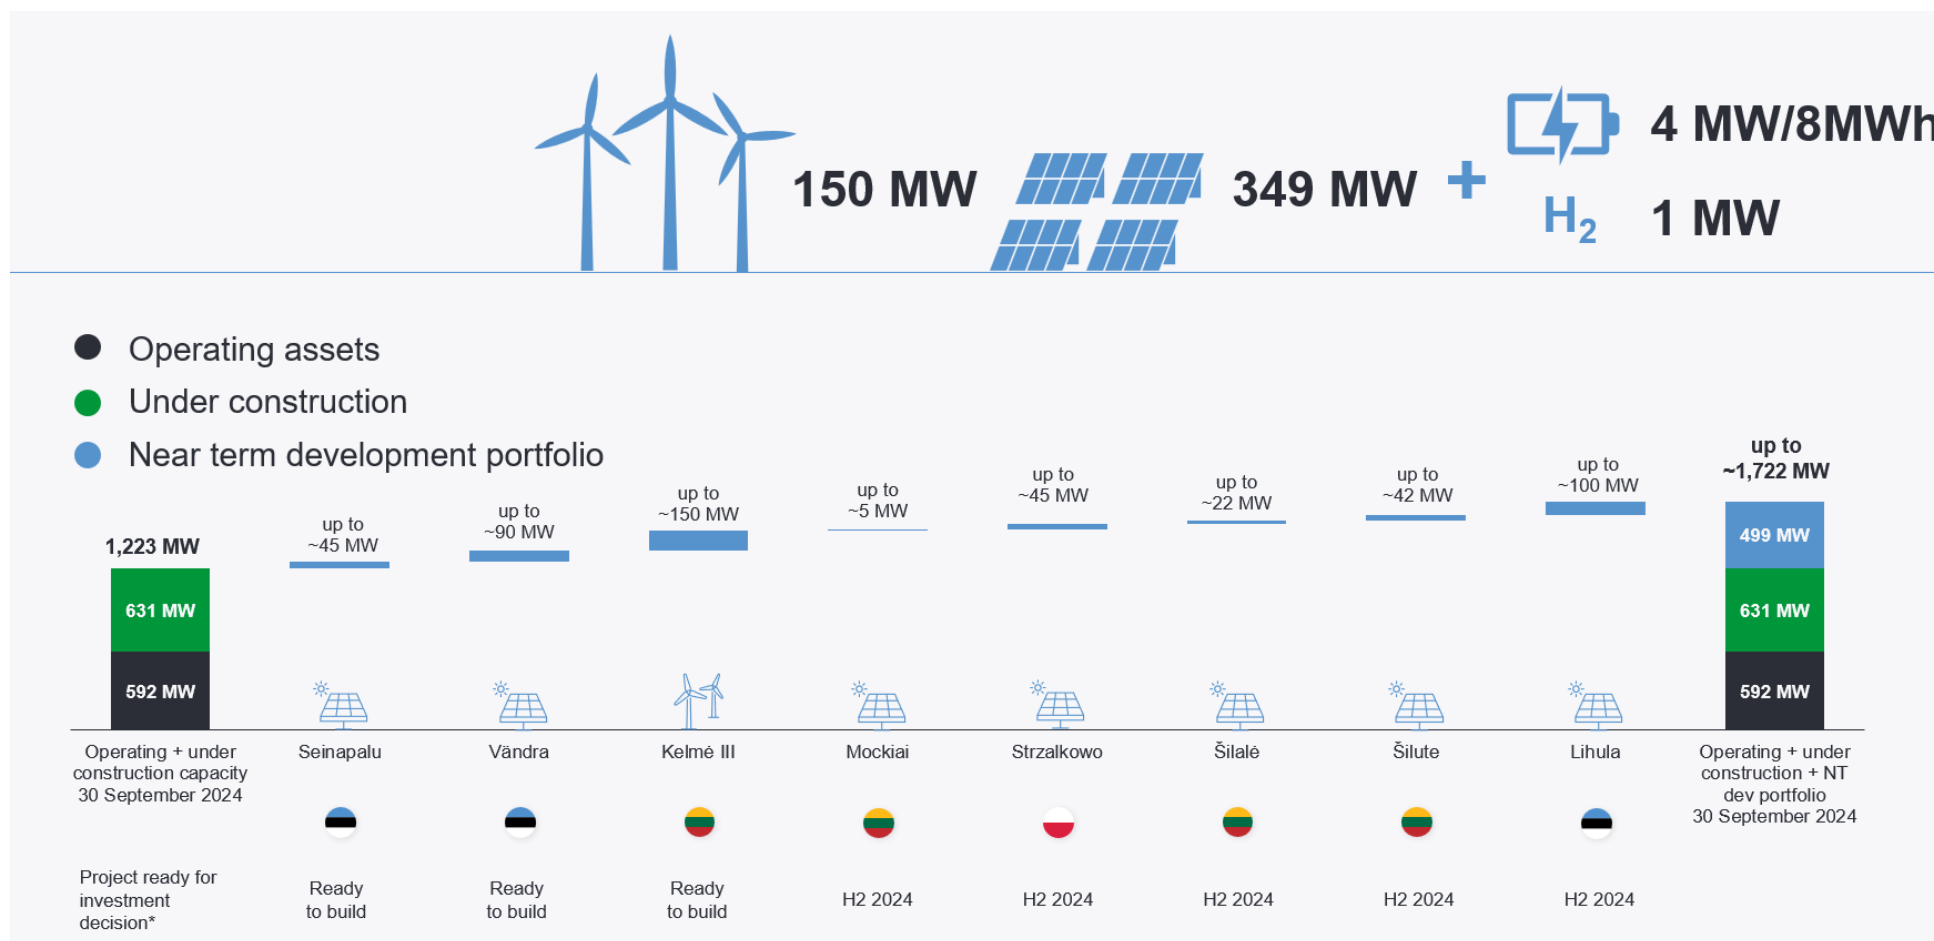 150 MW
349 MW
+
4 MW/8MWh
H2
1 MW
Operating assets
Under construction
Near term development portfolio
1,223 MW
631 MW
592 MW
up to
~45 MW
up to
~90 MW
up to
~150 MW
up to
~5 MW
up to
~45 MW
up to
~22 MW
up to
~42 MW
up to
~100 MW
up to
~1,722 MW
499 MW
631 MW
592 MW
Operating + under
construction capacity
30 September 2024
Seinapalu
Vändra
Kelmė III
Mockiai
Strzalkowo
Šilalė
Šilute
Lihula
Operating + under
construction + NT
dev portfolio
30 September 2024
Project ready for
investment
decision*
Ready
to build
Ready
to build
Ready
to build
H2 2024
H2 2024
H2 2024
H2 2024
H2 2024